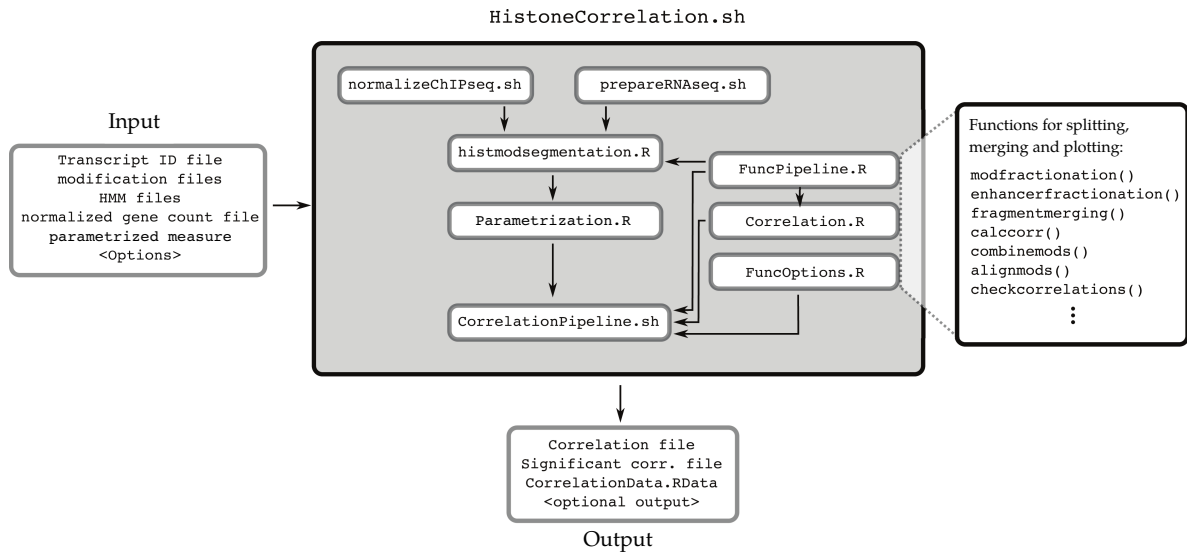 HistoneCorrelation.sh
normalizeChIPseq.sh
prepareRNAseq.sh
histmodsegmentation.R
FuncPipeline.R
Parametrization.R
Correlation.R
FuncOptions.R
CorrelationPipeline.sh
Input
Transcript ID file
modification files
HMM files
normalized gene count file
parametrized measure
<Options>
Functions for splitting,
merging and plotting:
modfractionation()
enhancerfractionation()
fragmentmerging()
calccorr()
combinemods()
alignmods()
checkcorrelations()
⋮
Correlation file
Significant corr. file
CorrelationData.RData
<optional output>
Output